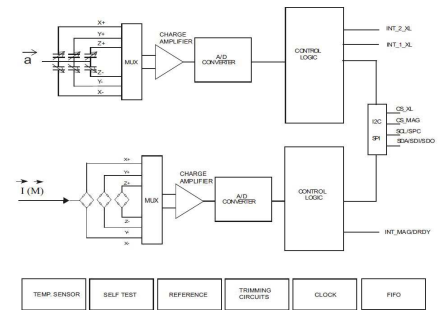 X+
Y+
Z+
a
Z-
Y-
X-
MUX
CHARGE
AMPLIFIER
A/D
CONVERTER
CONTROL
LOGIC
INT_2_XL
INT_1_XL
I2C
SPI
CS_XL
CS_MAG
SCL/SPC
SDA/SDI/SDO
X+
Y+
Z+
I (M)
Z-
Y-
X-
MUX
CHARGE
AMPLIFIER
A/D
CONVERTER
CONTROL
LOGIC
INT_MAG/DRDY
TEMP. SENSOR
SELF TEST
REFERENCE
TRIMMING
CIRCUITS
CLOCK
FIFO